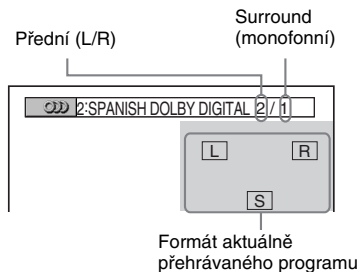 Surround
(monofonní)
Přední (L/R)
2:SPANISH DOLBY DIGITAL 2 / 1
L R
S
Formát aktuálně
přehrávaného programu